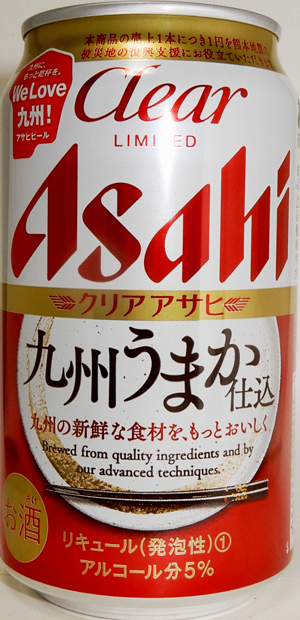 本商品の売上1本につき1円を熊本地震の
被災地の復興支援にお役立ていただきます
九州に、
もっと乾杯を。
We Love
九州!
アサヒビール
Clear
LIMITED
Asahi
クリアアサヒ
九州うまか仕込
九州の新鮮な食材を、もっとおいしく
Brewed from quality ingredients and by
our advanced techniques.
さけ
お酒
リキュール(発泡性)①
アルコール分5%